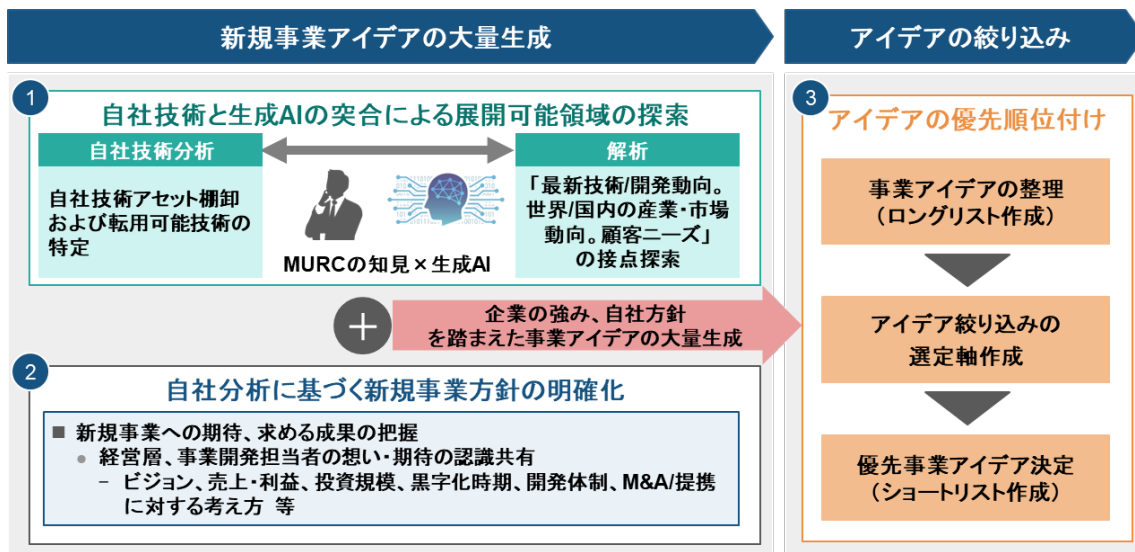 新規事業アイデアの大量生成
アイデアの絞り込み
1
自社技術と生成AIの突合による展開可能領域の探索
自社技術分析
自社技術アセット棚卸
および転用可能技術の
特定
MURCの知見×生成AI
解析
「最新技術/開発動向。
世界/国内の産業・市場
動向。顧客ニーズ」
の接点探索
+
企業の強み、自社方針
を踏まえた事業アイデアの大量生成
2
自社分析に基づく新規事業方針の明確化
■ 新規事業への期待、求める成果の把握
● 経営層、事業開発担当者の想い・期待の認識共有
− ビジョン、売上・利益、投資規模、黒字化時期、開発体制、M&A/提携
に対する考え方 等
3
アイデアの優先順位付け
事業アイデアの整理
（ロングリスト作成）
アイデア絞り込みの
選定軸作成
優先事業アイデア決定
（ショートリスト作成）